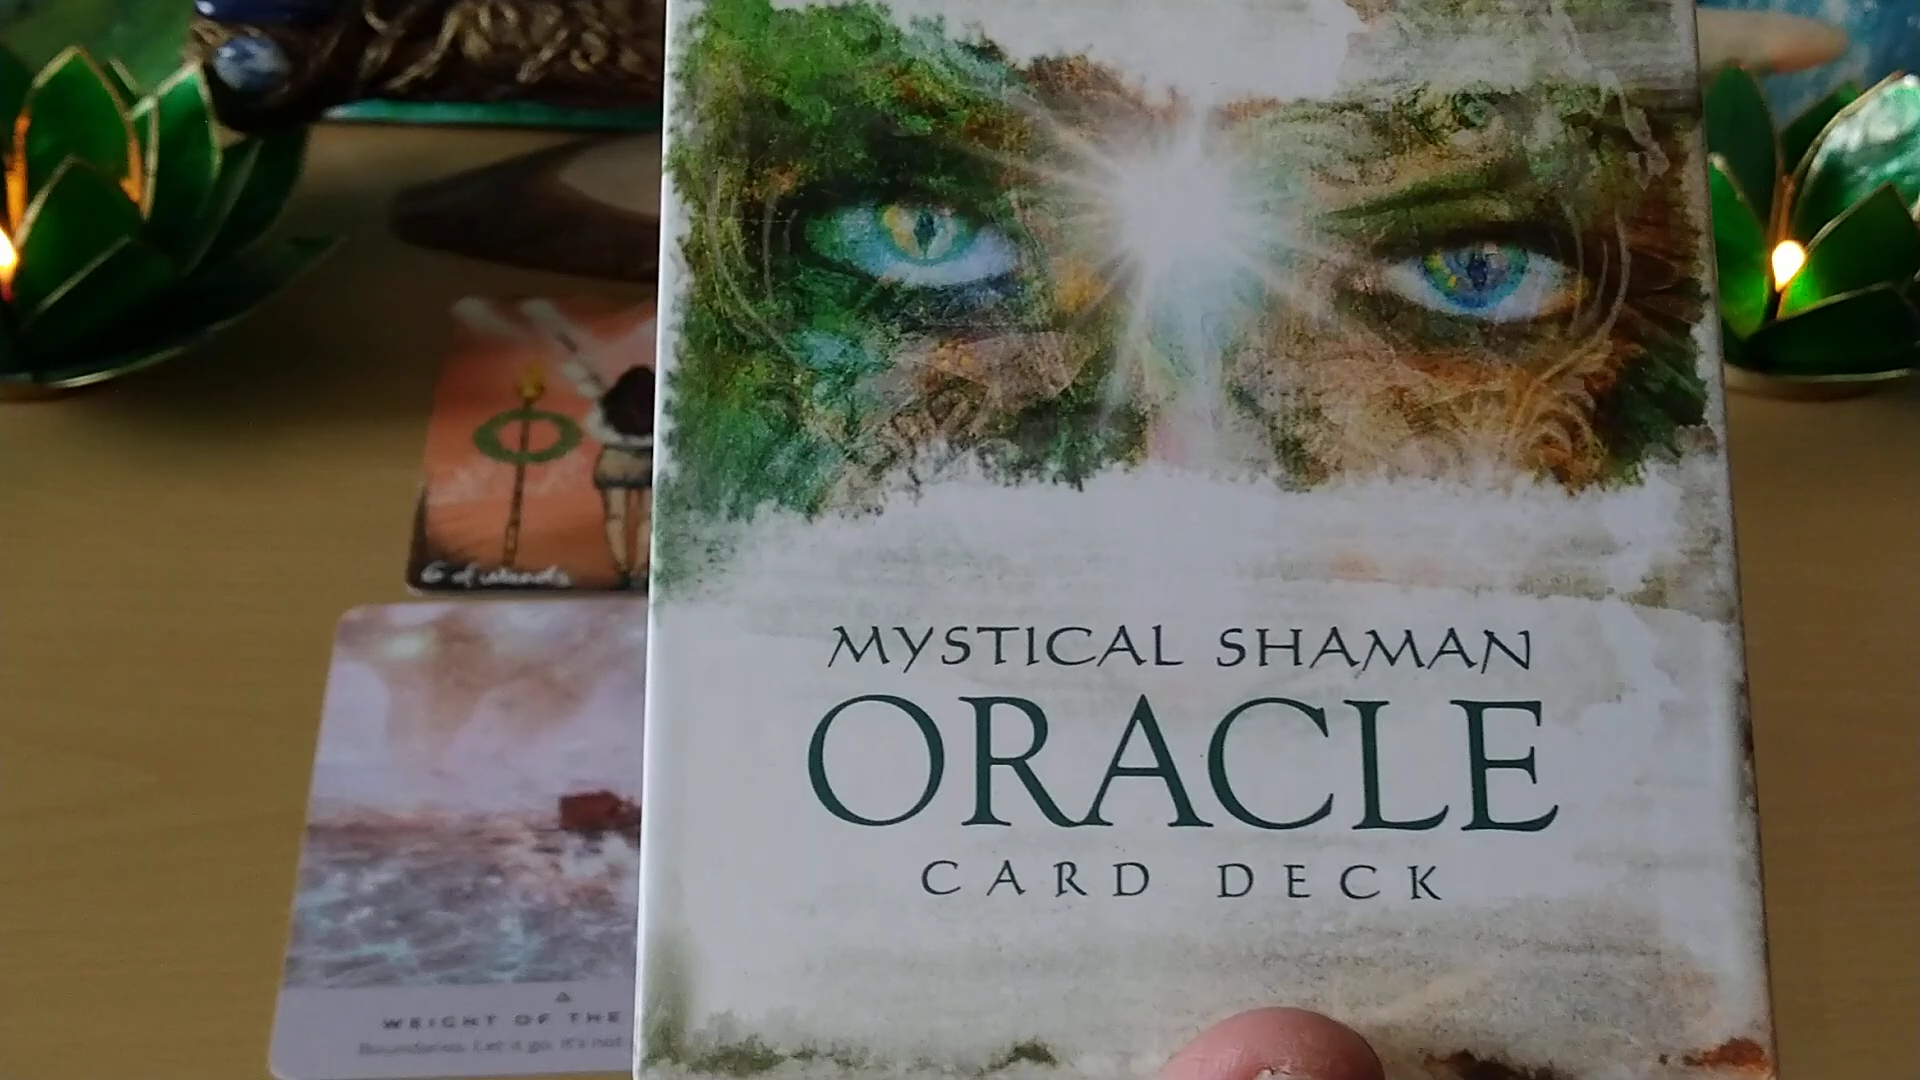 MYSTICAL SHAMAN
ORACLE
CARD DECK
6 of wands
WEIGHT OF THE
Boundaries. Let it go. It's not